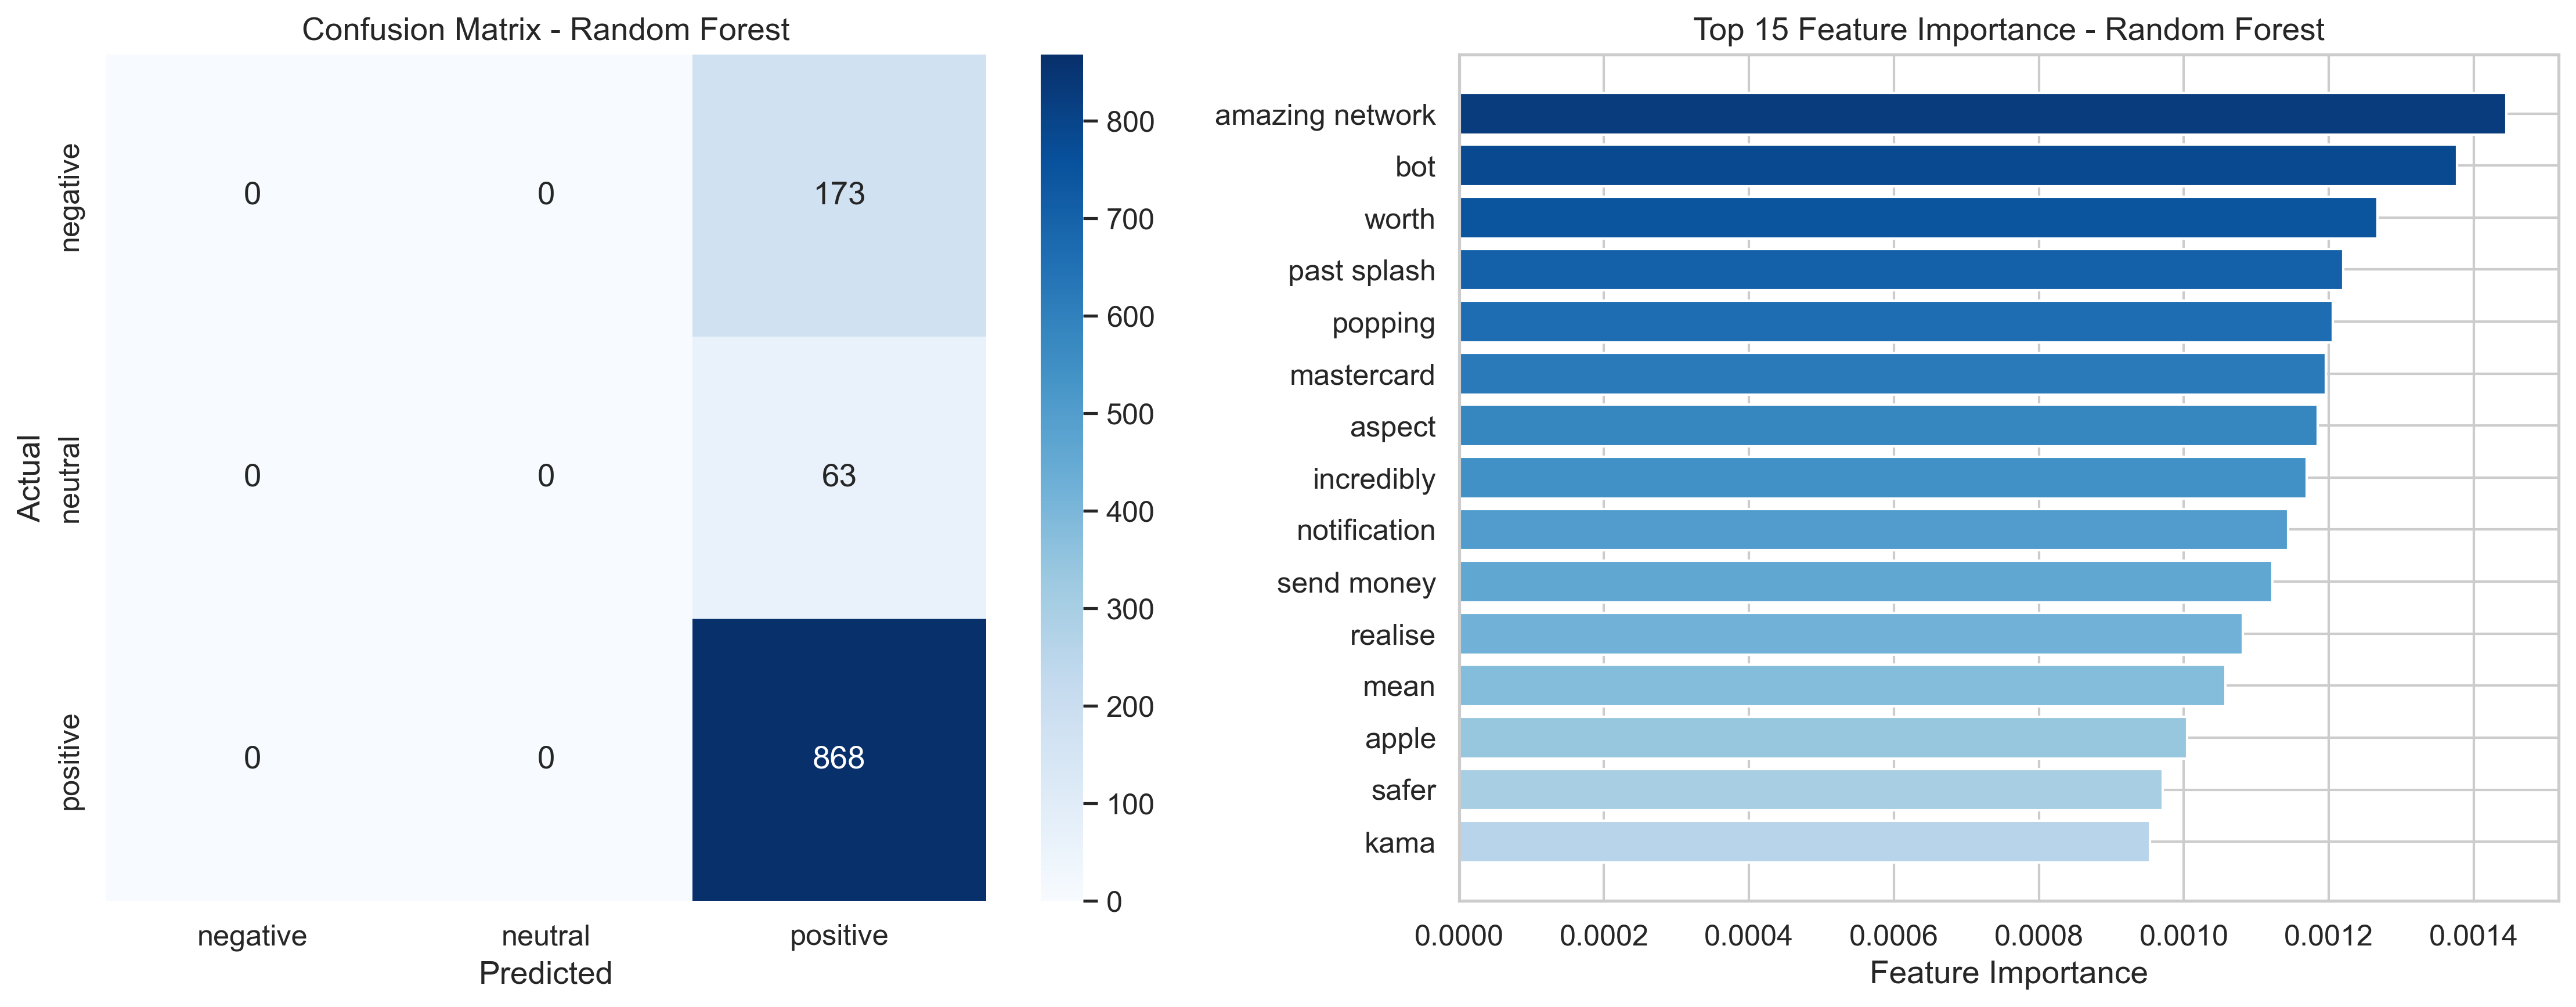 Confusion Matrix - Random Forest
Actual
negative
neutral
positive
0
0
173
0
0
63
0
0
868
negative
neutral
positive
Predicted
800
700
600
500
400
300
200
100
0
Top 15 Feature Importance - Random Forest
amazing network
bot
worth
past splash
popping
mastercard
aspect
incredibly
notification
send money
realise
mean
apple
safer
kama
0.0000
0.0002
0.0004
0.0006
0.0008
0.0010
0.0012
0.0014
Feature Importance